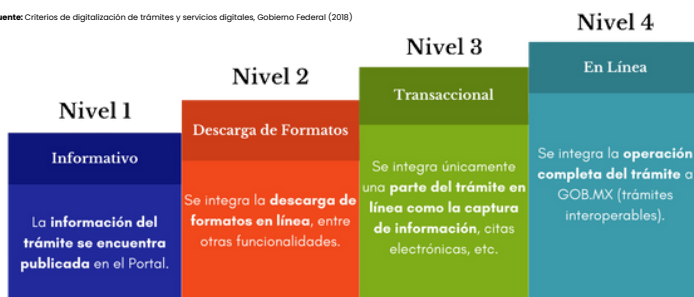 uente: Criterios de digitalización de trámites y servicios digitales, Gobierno Federal (2018)
Nivel 1
Informativo
La información del
trámite se encuentra
publicada en el Portal.
Nivel 2
Descarga de Formatos
Se integra la descarga de
formatos en línea, entre
otras funcionalidades.
Nivel 3
Transaccional
Se integra únicamente
una parte del trámite en
línea como la captura
de información, citas
electrónicas, etc.
Nivel 4
En Línea
Se integra la operación
completa del trámite a
GOB.MX (trámites
interoperables).